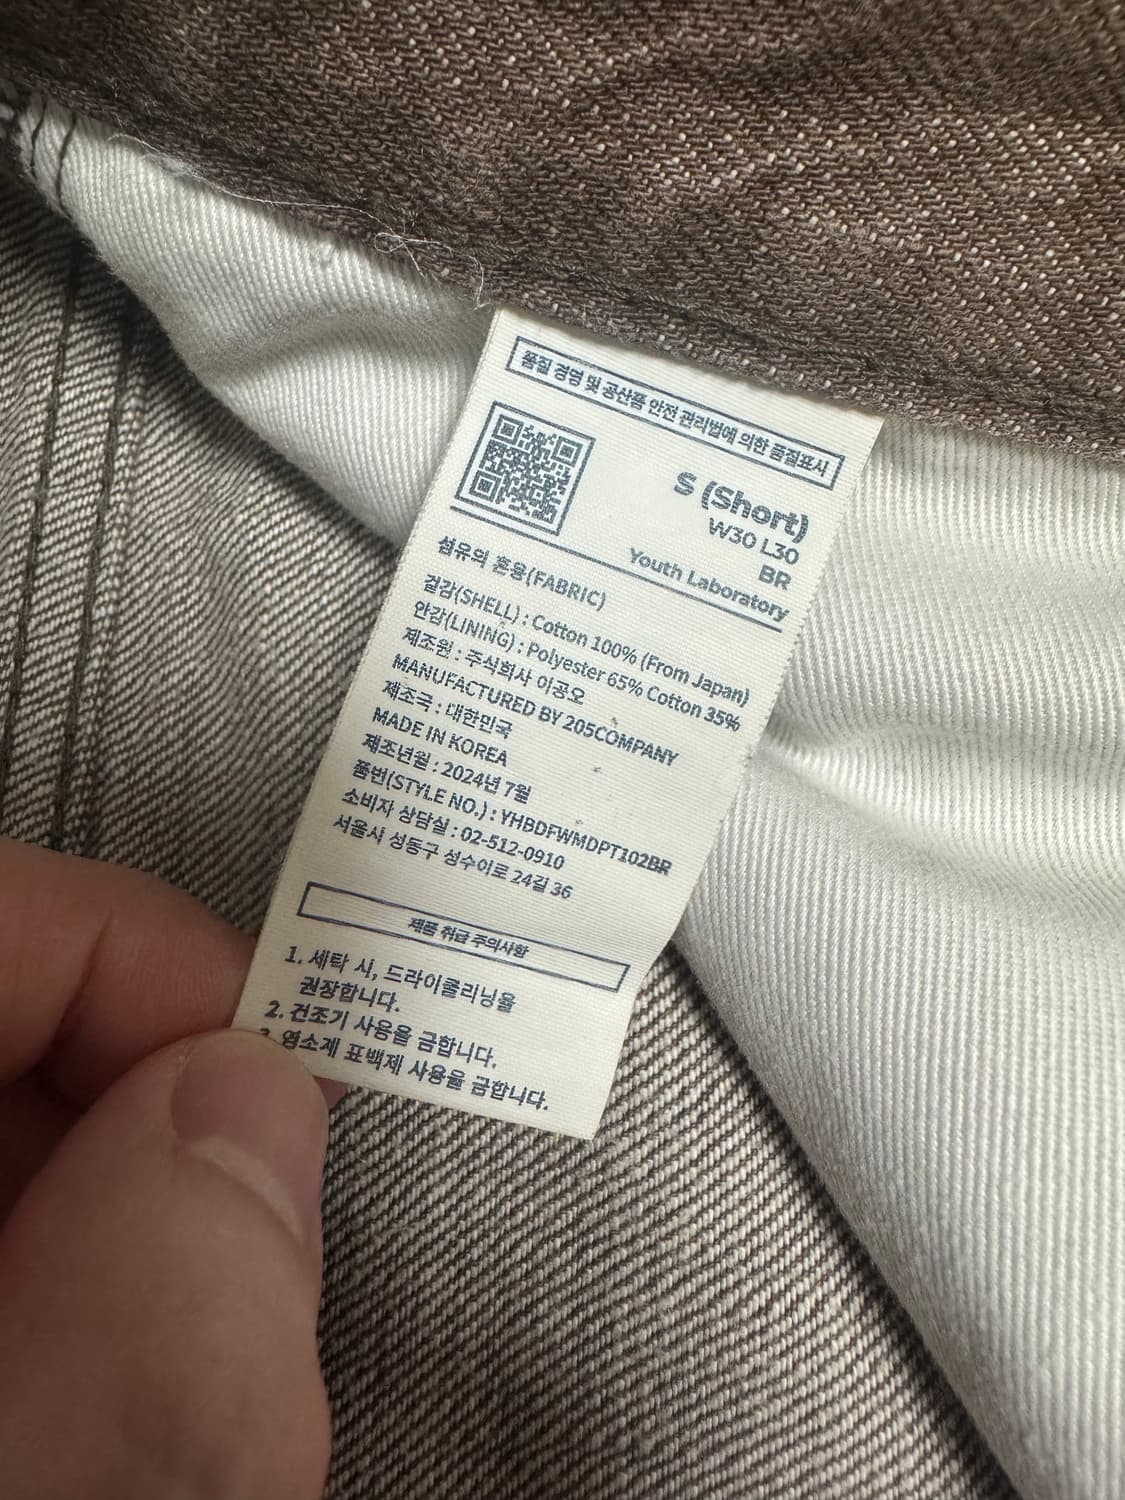 품질 경영 및 공산품 안전 관리법에 의한 품질표시
S (Short)
W30 L30
BR
Youth Laboratory
섬유의 혼용(FABRIC)
겉감(SHELL) : Cotton 100% (From Japan)
안감(LINING) : Polyester 65% Cotton 35%
제조원 : 주식회사 이공오
MANUFACTURED BY 205COMPANY
제조국 : 대한민국
MADE IN KOREA
제조년월 : 2024년 7월
품번(STYLE NO.) : YHBDFWMDPT102BR
소비자 상담실 : 02-512-0910
서울시 성동구 성수이로 24길 36
제품 취급 주의사항
1. 세탁 시, 드라이클리닝을
권장합니다.
2. 건조기 사용을 금합니다.
3. 염소제 표백제 사용을 금합니다.